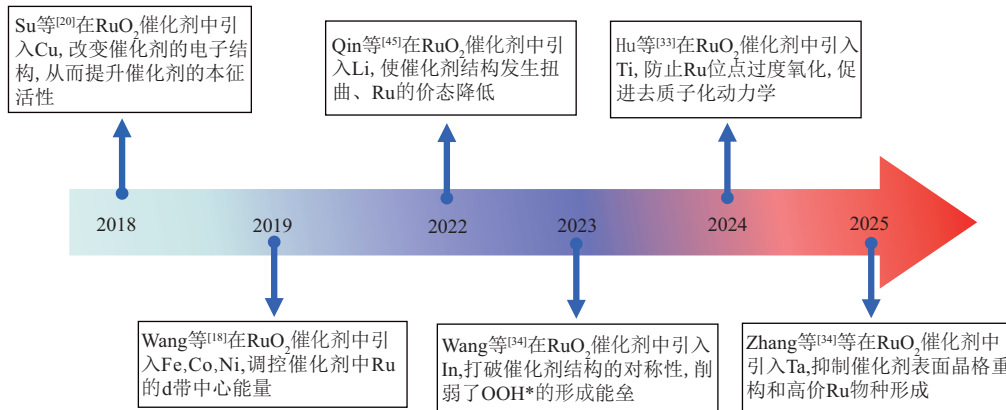 Su等[20]在RuO2催化剂中引
入Cu, 改变催化剂的电子结
构, 从而提升催化剂的本征
活性
Qin等[45]在RuO2催化剂中引
入Li, 使催化剂结构发生扭
曲、Ru的价态降低
Hu等[33]在RuO2催化剂中引入
Ti, 防止Ru位点过度氧化, 促
进去质子化动力学
2018
2019
2022
2023
2024
2025
Wang等[18]在RuO2催化剂中引
入Fe,Co,Ni,调控催化剂中Ru
的d带中心能量
Wang等[34]在RuO2催化剂中引入
In,打破催化剂结构的对称性, 削
弱了OOH*的形成能垒
Zhang等[34]等在RuO2催化剂中
引入Ta,抑制催化剂表面晶格重
构和高价Ru物种形成